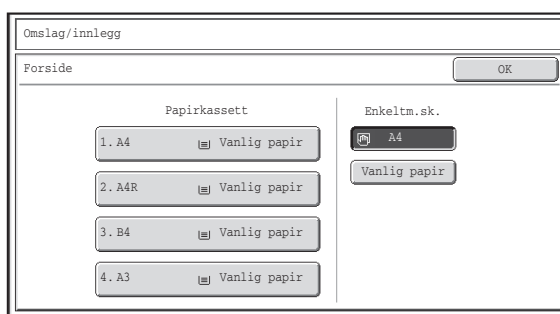 Omslag/innlegg
Forside
OK
Papirkassett
1. A4 Vanlig papir
2. A4R Vanlig papir
3. B4 Vanlig papir
4. A3 Vanlig papir
Enkeltm.sk.
A4
Vanlig papir